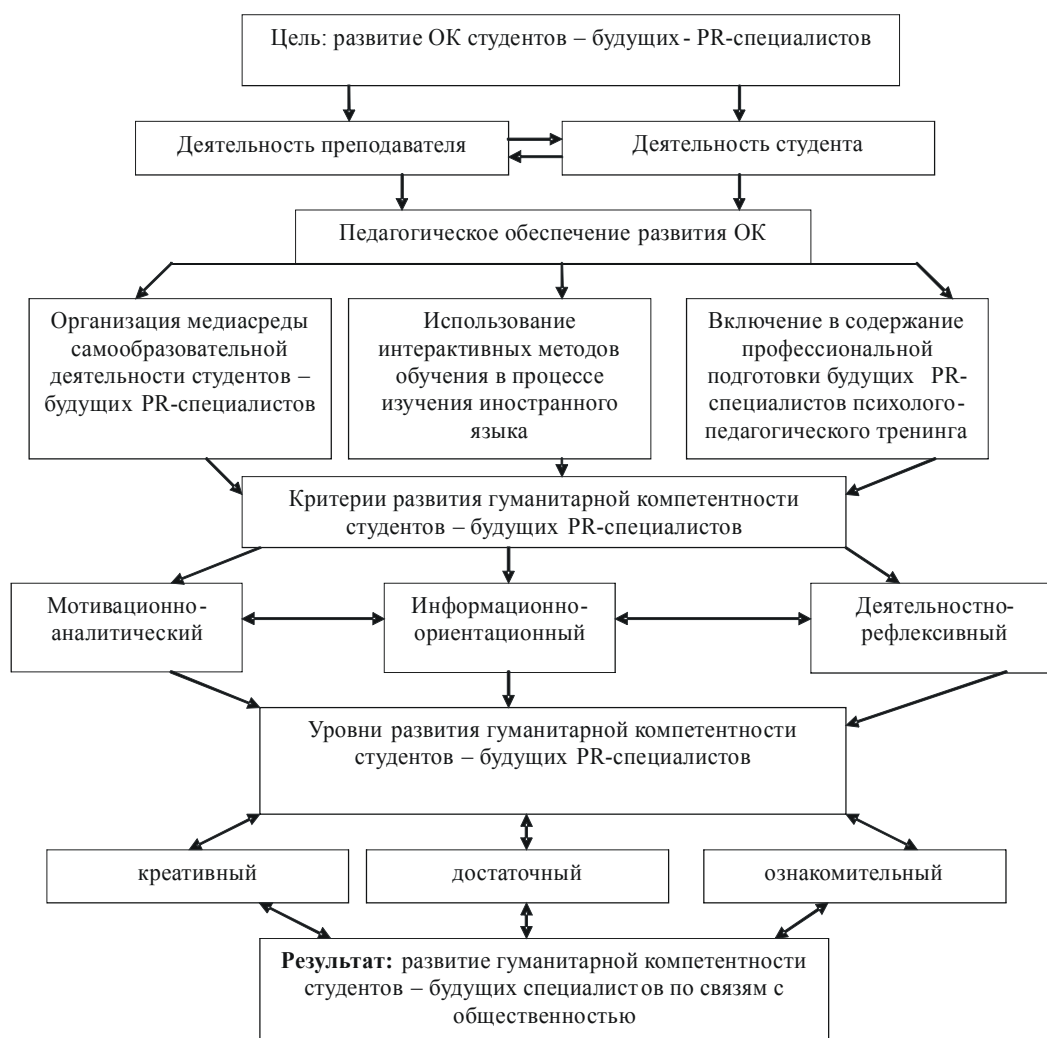 Цель: развитие ОК студентов – будущих - PR-специалистов
Деятельность преподавателя
Деятельность студента
Педагогическое обеспечение развития ОК
Организация медиасреды
самообразовательной
деятельности студентов –
будущих PR-специалистов
Использование
интерактивных методов
обучения в процессе
изучения иностранного
языка
Включение в содержание
профессиональной
подготовки будущих PR-
специалистов психолого-
педагогического тренинга
Критерии развития гуманитарной компетентности
студентов – будущих PR-специалистов
Мотивационно-
аналитический
Информационно-
ориентационный
Деятельностно-
рефлексивный
Уровни развития гуманитарной компетентности
студентов – будущих PR-специалистов
креативный
достаточный
ознакомительный
Результат: развитие гуманитарной компетентности
студентов – будущих специалистов по связям с
общественностью